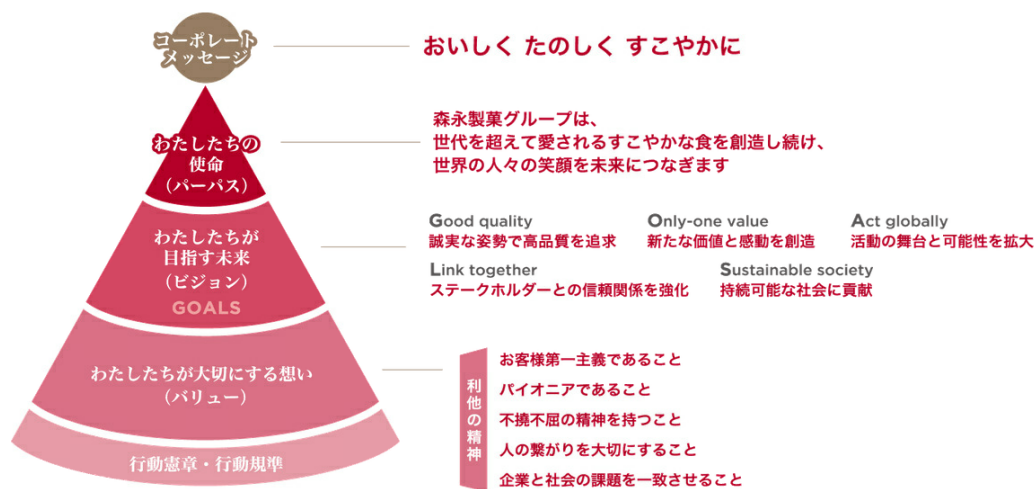 コーポレート
メッセージ
おいしく たのしく すこやかに
わたしたちの
使命
（パーパス）
森永製菓グループは、
世代を超えて愛されるすこやかな食を創造し続け、
世界の人々の笑顔を未来につなぎます
わたしたちが
目指す未来
（ビジョン）
GOALS
Good quality
誠実な姿勢で高品質を追求
Only-one value
新たな価値と感動を創造
Act globally
活動の舞台と可能性を拡大
Link together
ステークホルダーとの信頼関係を強化
Sustainable society
持続可能な社会に貢献
わたしたちが大切にする想い
（バリュー）
利他の精神
お客様第一主義であること
パイオニアであること
不撓不屈の精神を持つこと
人の繋がりを大切にすること
企業と社会の課題を一致させること
行動憲章・行動規準